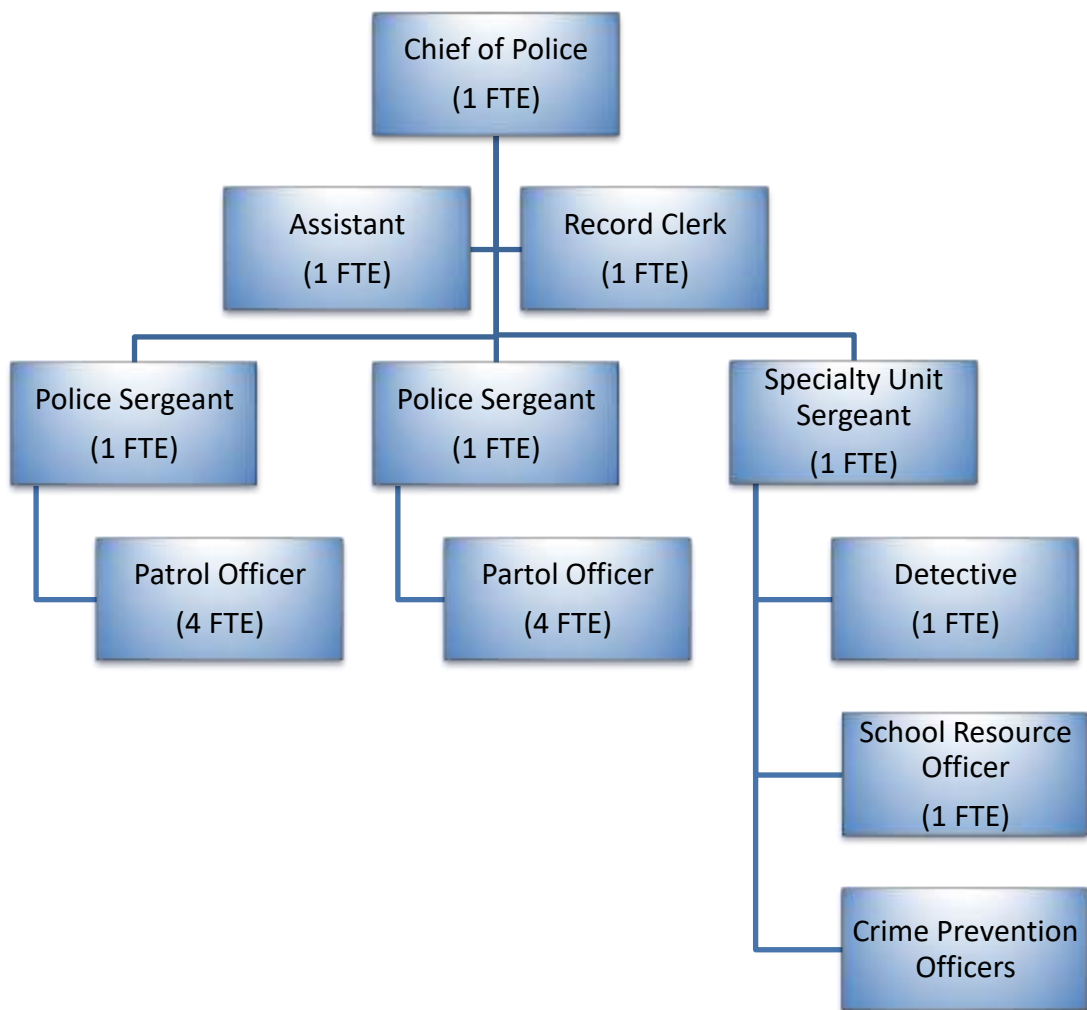 Chief of Police
(1 FTE)
Assistant
(1 FTE)
Record Clerk
(1 FTE)
Police Sergeant
(1 FTE)
Police Sergeant
(1 FTE)
Specialty Unit
Sergeant
(1 FTE)
Patrol Officer
(4 FTE)
Partol Officer
(4 FTE)
Detective
(1 FTE)
School Resource
Officer
(1 FTE)
Crime Prevention
Officers